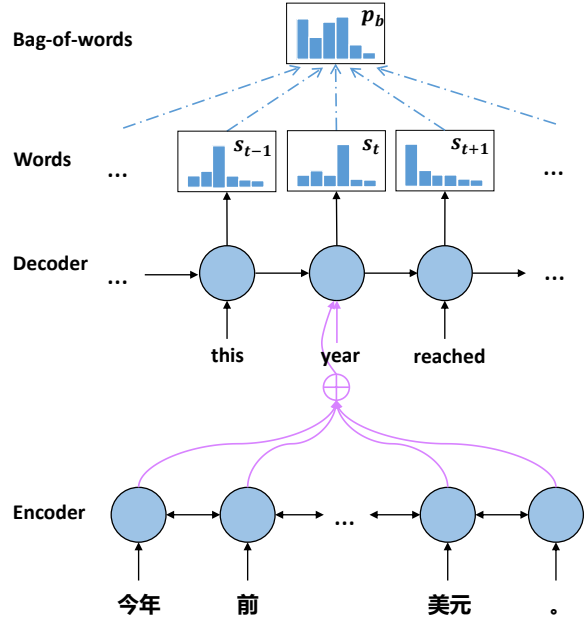 Bag-of-words p_b
Words ... s_{t-1} s_t s_{t+1} ...
Decoder ... ...
this year reached
Encoder ...
今年 前 美元 。